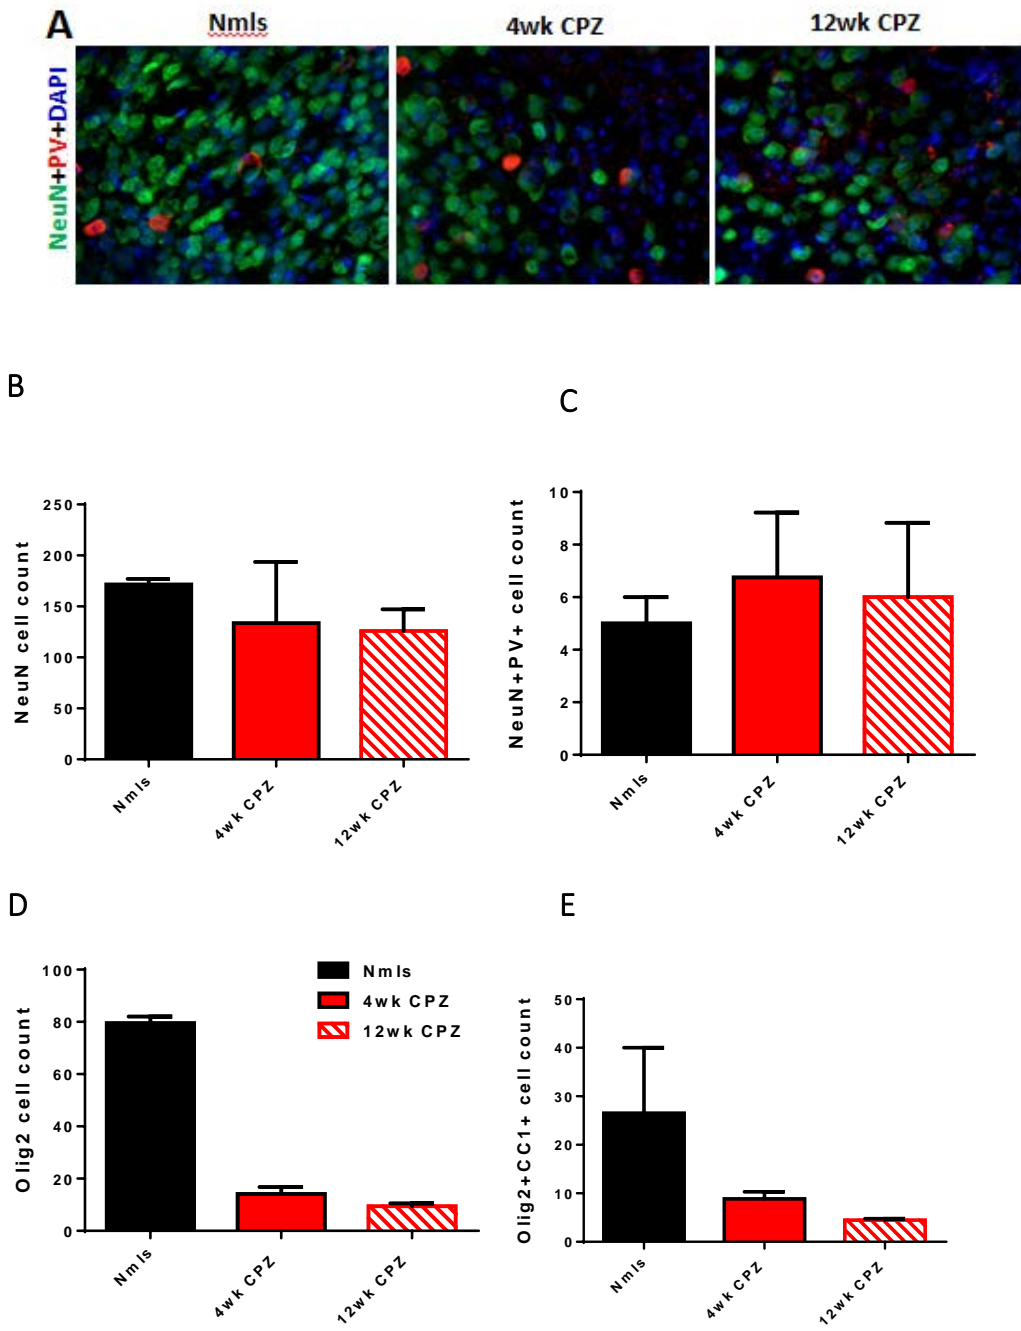 A
Nmls
4wk CPZ
12wk CPZ
NeuN+PV+DAPI
B
C
NeuN cell count
250
200
150
100
50
0
Nmls
4wk CPZ
12wk CPZ
NeuN+PV+ cell count
10
8
6
4
2
0
Nmls
4wk CPZ
12wk CPZ
D
E
Olig2 cell count
100
80
60
40
20
0
Nmls
4wk CPZ
12wk CPZ
Nmls
4wk CPZ
12wk CPZ
Olig2+CC1+ cell count
50
40
30
20
10
0
Nmls
4wk CPZ
12wk CPZ